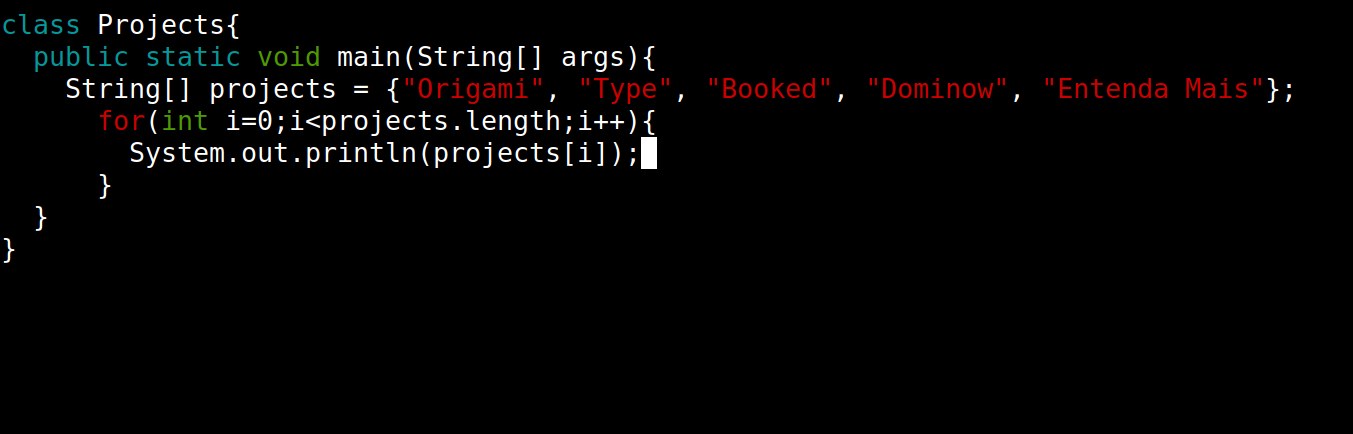 class Projects{
  public static void main(String[] args){
    String[] projects = {"Origami", "Type", "Booked", "Dominow", "Entenda Mais"};
      for(int i=0;i<projects.length;i++){
        System.out.println(projects[i]);
      }
  }
}